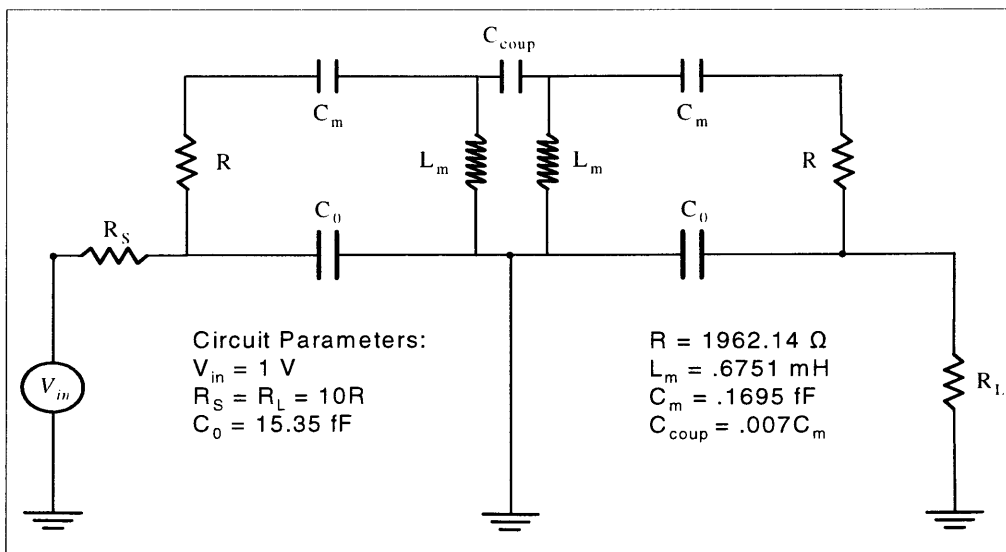 C_coup
C_m
C_m
R
L_m
L_m
R
C_0
C_0
R_S
Circuit Parameters:
V_in = 1 V
R_S = R_L = 10R
C_0 = 15.35 fF
R = 1962.14 Ω
L_m = .6751 mH
C_m = .1695 fF
C_coup = .007C_m
V_in
R_L